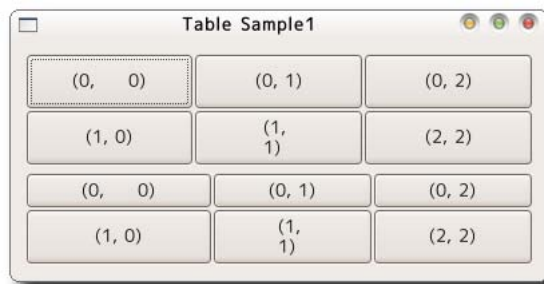 Table Sample1
(0,    0) (0, 1) (0, 2)
(1, 0) (1,
1) (2, 2)
(0,    0) (0, 1) (0, 2)
(1, 0) (1,
1) (2, 2)